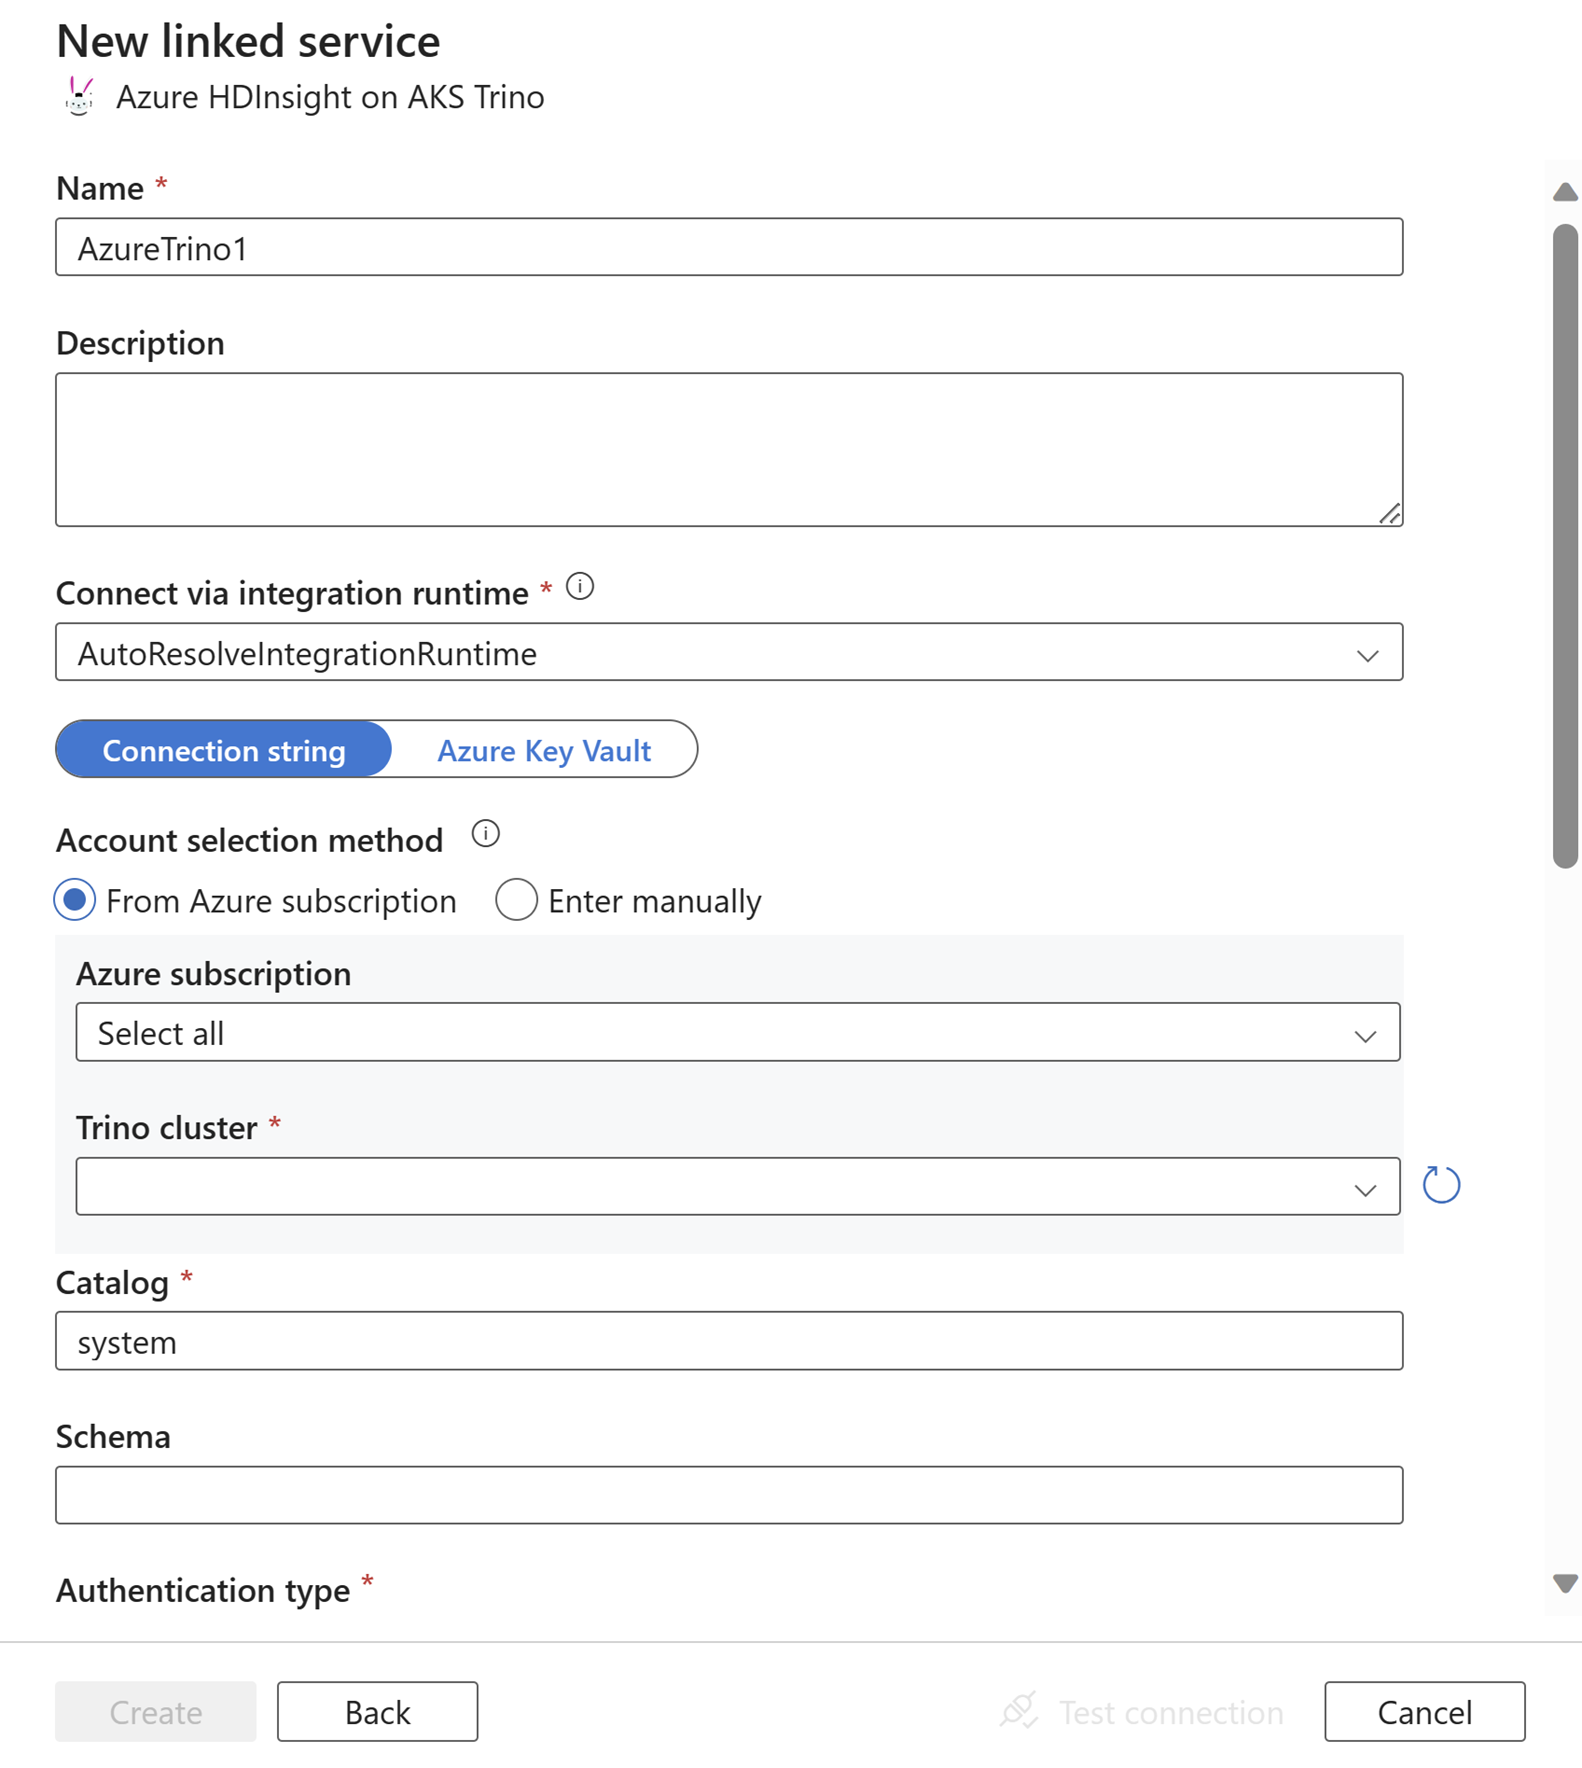 New linked service
Azure HDInsight on AKS Trino
Name *
AzureTrino1
Description
Connect via integration runtime *
AutoResolveIntegrationRuntime
Connection string Azure Key Vault
Account selection method
From Azure subscription Enter manually
Azure subscription
Select all
Trino cluster *
Catalog *
system
Schema
Authentication type *
Create Back Test connection Cancel